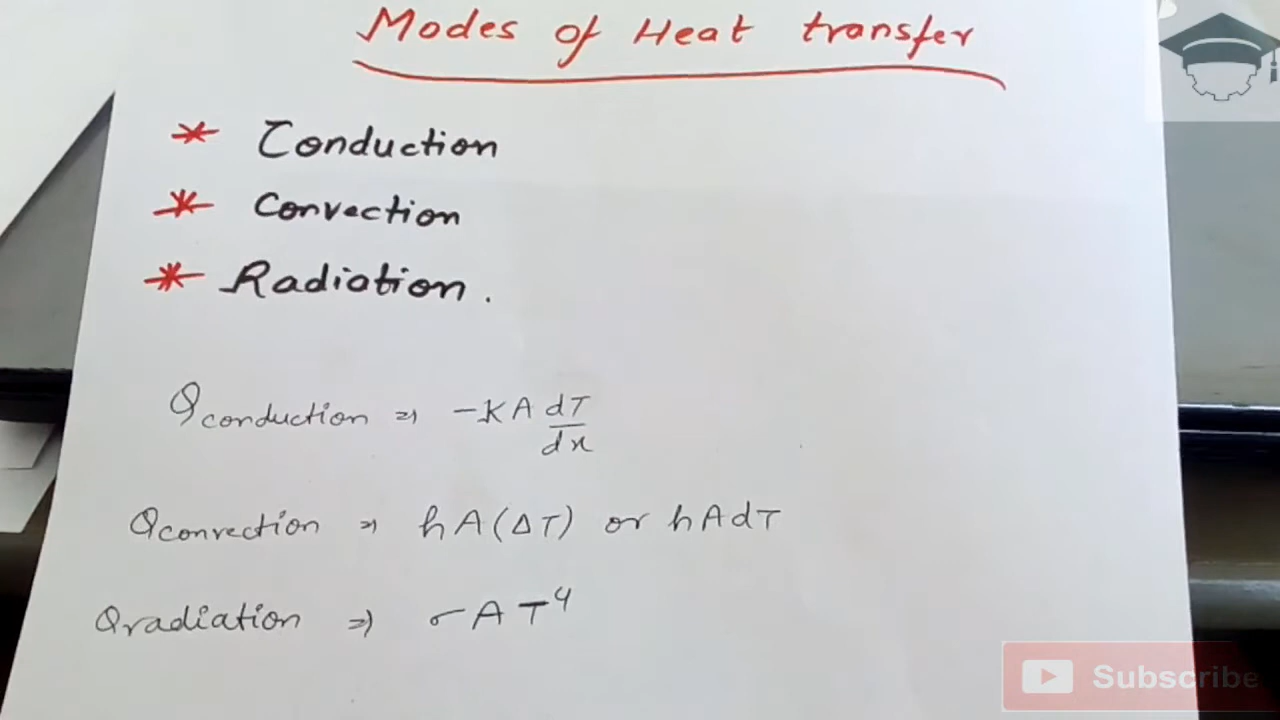 Modes of Heat transfer
* Conduction
* Convection
* Radiation.
Qconduction ⇒ -KA dT/dx
Qconvection ⇒ hA(ΔT) or hAdT
Qradiation ⇒ σAT⁴
Subscribe